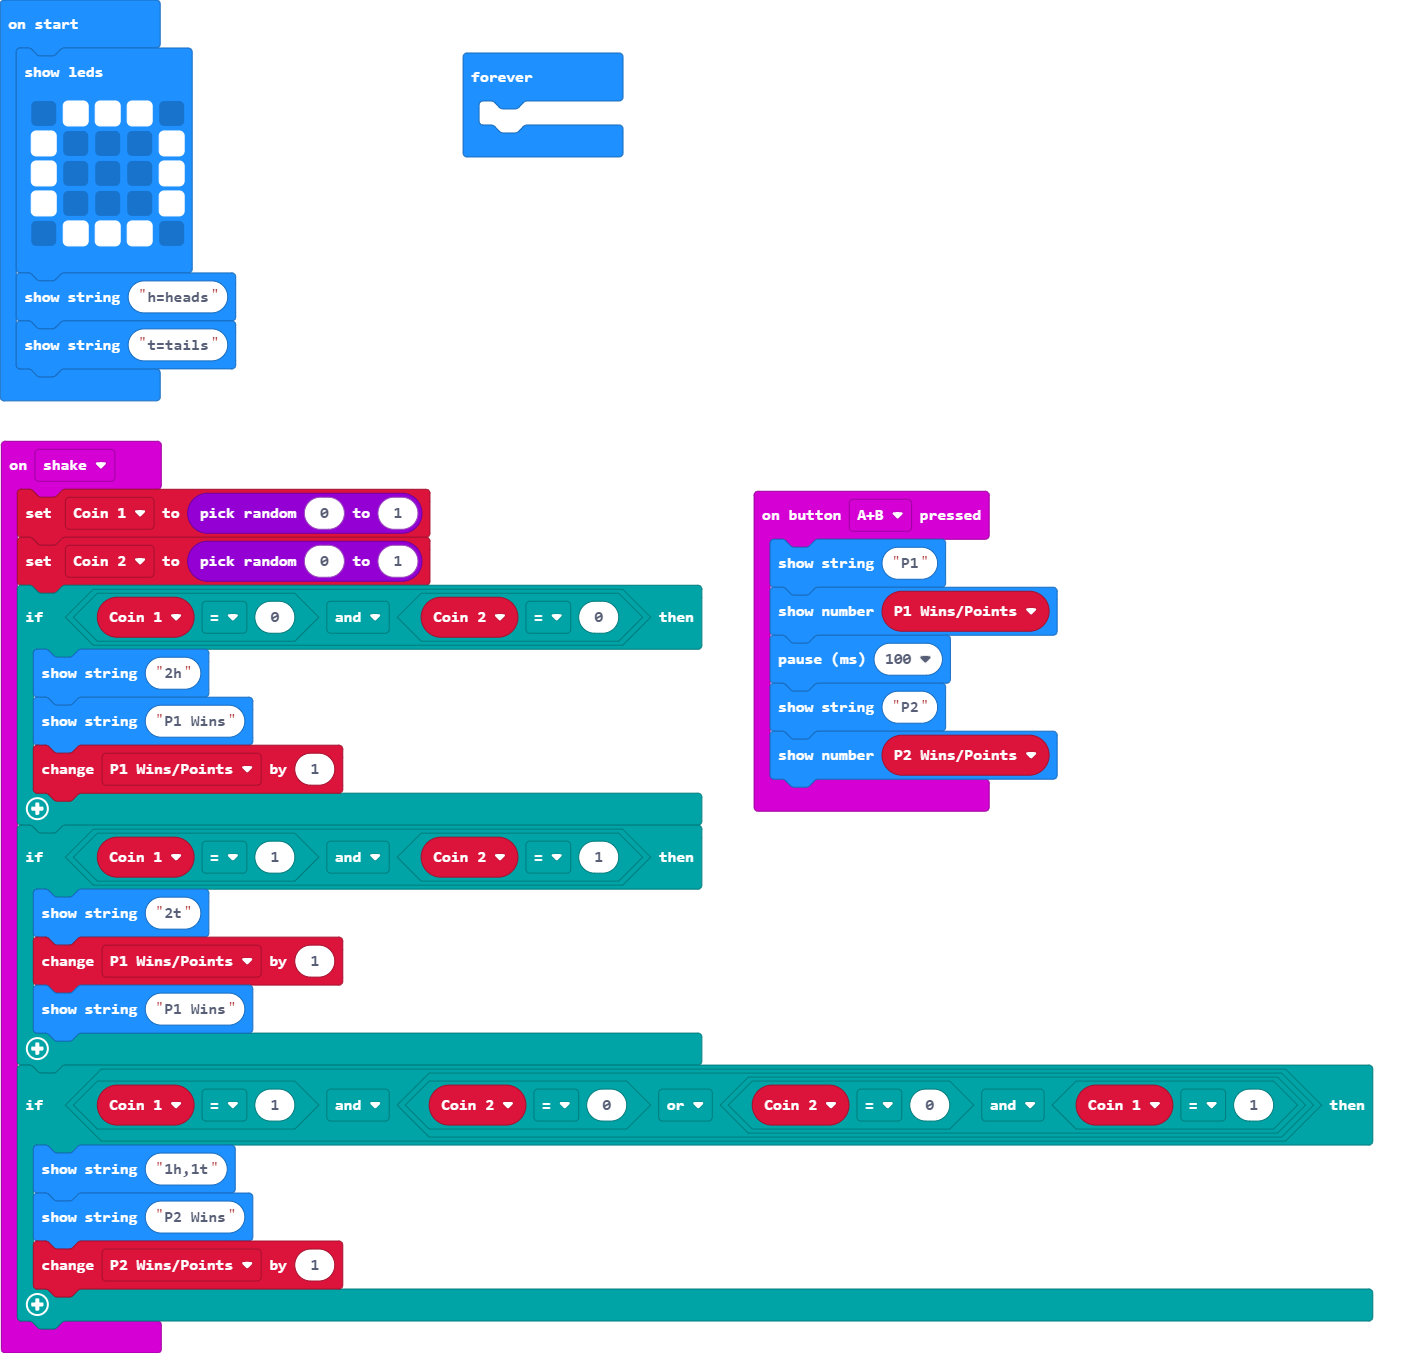 on start
show leds
show string "h=heads"
show string "t=tails"
forever
on shake
set Coin 1 to pick random 0 to 1
set Coin 2 to pick random 0 to 1
if Coin 1 = 0 and Coin 2 = 0 then
show string "2h"
show string "P1 Wins"
change P1 Wins/Points by 1
if Coin 1 = 1 and Coin 2 = 1 then
show string "2t"
change P1 Wins/Points by 1
show string "P1 Wins"
if Coin 1 = 1 and Coin 2 = 0 or Coin 2 = 0 and Coin 1 = 1 then
show string "1h,1t"
show string "P2 Wins"
change P2 Wins/Points by 1
on button A+B pressed
show string "P1"
show number P1 Wins/Points
pause (ms) 100
show string "P2"
show number P2 Wins/Points